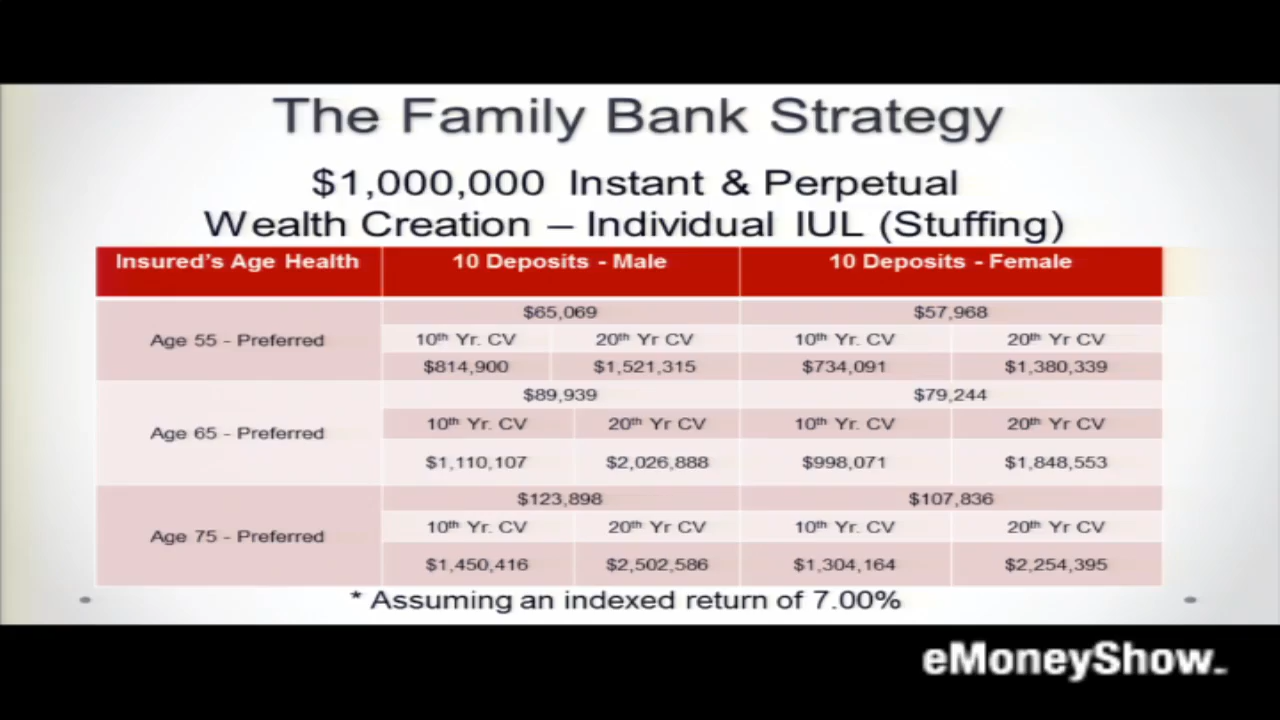 The Family Bank Strategy
$1,000,000 Instant & Perpetual
Wealth Creation – Individual IUL (Stuffing)
Insured's Age Health 10 Deposits - Male 10 Deposits - Female
Age 55 - Preferred
$65,069 $57,968
10th Yr. CV 20th Yr CV 10th Yr. CV 20th Yr CV
$814,900 $1,521,315 $734,091 $1,380,339
Age 65 - Preferred
$89,939 $79,244
10th Yr. CV 20th Yr CV 10th Yr. CV 20th Yr CV
$1,110,107 $2,026,888 $998,071 $1,848,553
Age 75 - Preferred
$123,898 $107,836
10th Yr. CV 20th Yr CV 10th Yr. CV 20th Yr CV
$1,450,416 $2,502,586 $1,304,164 $2,254,395
* Assuming an indexed return of 7.00%
eMoneyShow